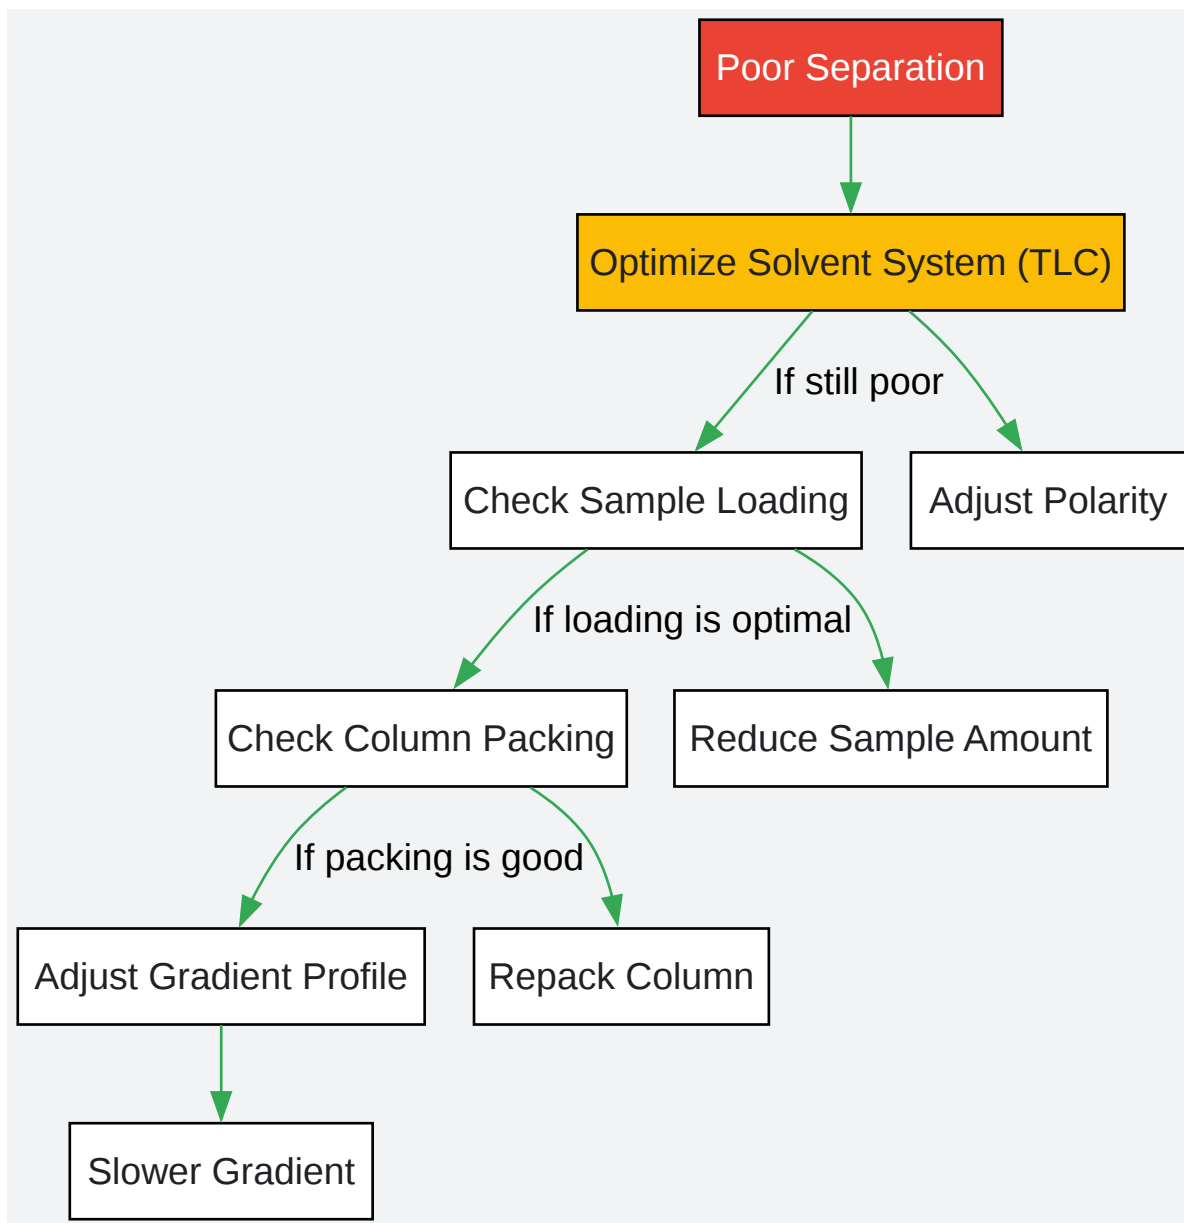 Poor Separation
Optimize Solvent System (TLC)
If still poor
Check Sample Loading
Adjust Polarity
If loading is optimal
Check Column Packing
Reduce Sample Amount
If packing is good
Adjust Gradient Profile
Repack Column
Slower Gradient